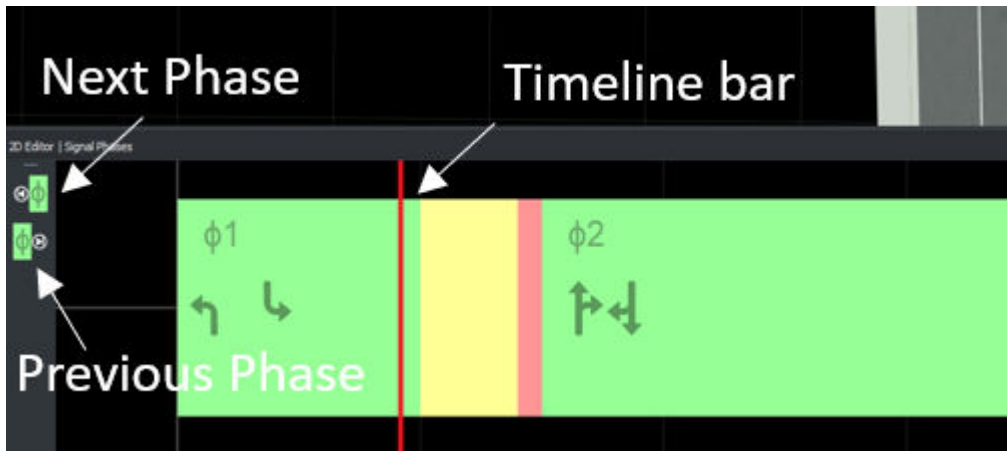 Next Phase
Timeline bar
2D Editor | Signal Phases
ϕ
ϕ
ϕ1
ϕ2
Previous Phase